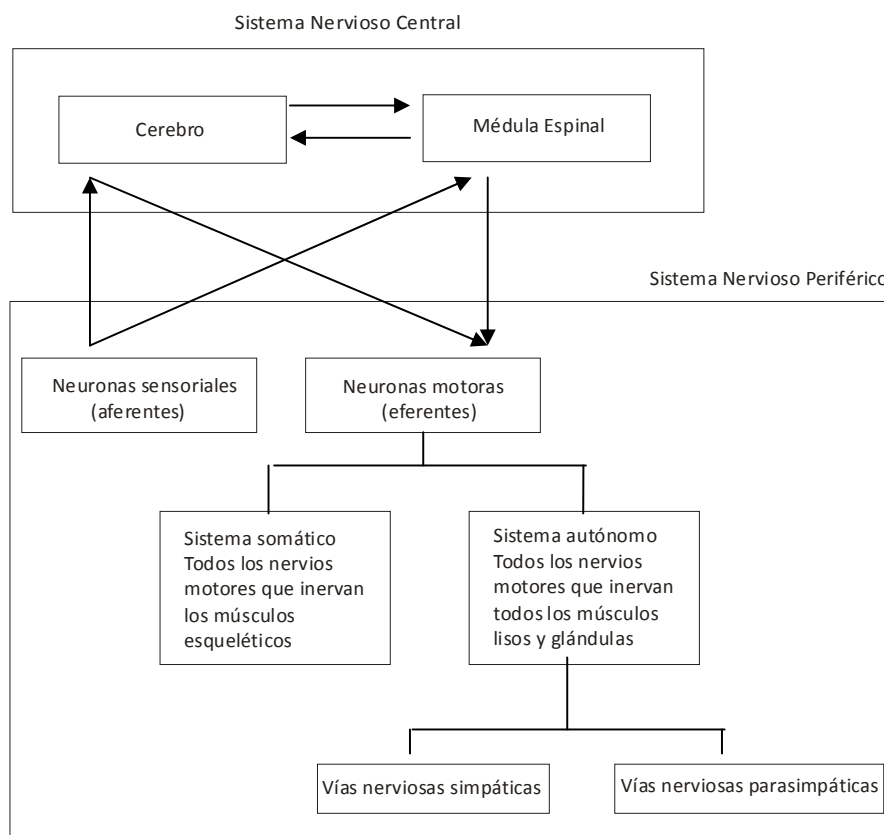 Sistema Nervioso Central
Cerebro
Médula Espinal
Sistema Nervioso Periférico
Neuronas sensoriales
(aferentes)
Neuronas motoras
(eferentes)
Sistema somático
Todos los nervios
motores que inervan
los músculos
esqueléticos
Sistema autónomo
Todos los nervios
motores que inervan
todos los músculos
lisos y glándulas
Vías nerviosas simpáticas
Vías nerviosas parasimpáticas